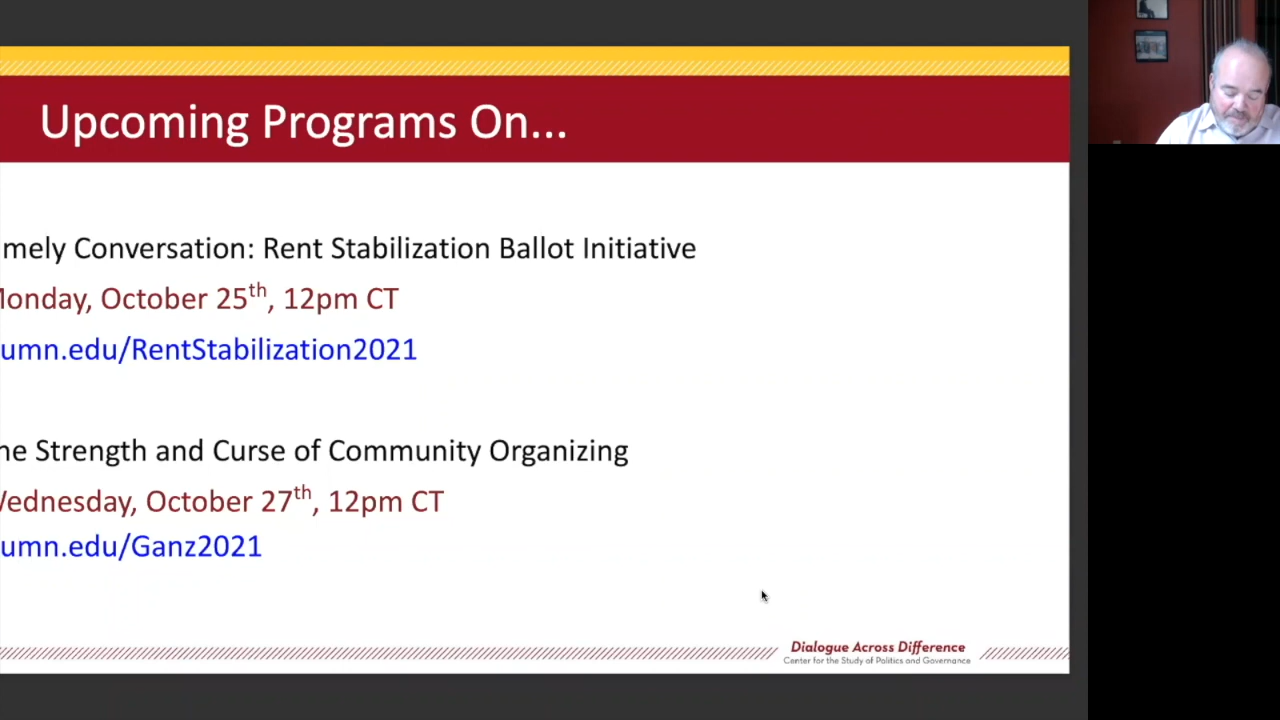 Upcoming Programs On...
mely Conversation: Rent Stabilization Ballot Initiative
Monday, October 25th, 12pm CT
umn.edu/RentStabilization2021
he Strength and Curse of Community Organizing
Wednesday, October 27th, 12pm CT
umn.edu/Ganz2021
Dialogue Across Difference
Center for the Study of Politics and Governance